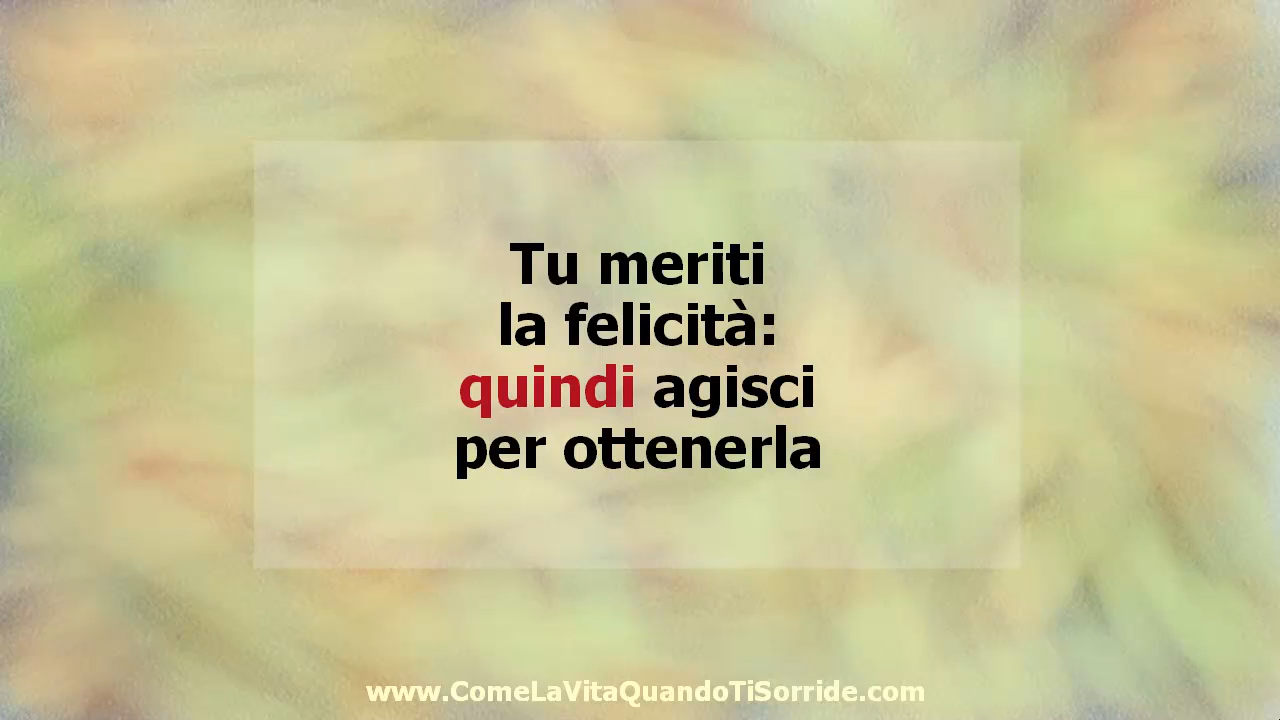 Tu meriti
la felicità:
quindi agisci
per ottenerla
www.ComeLaVitaQuandoTiSorride.com